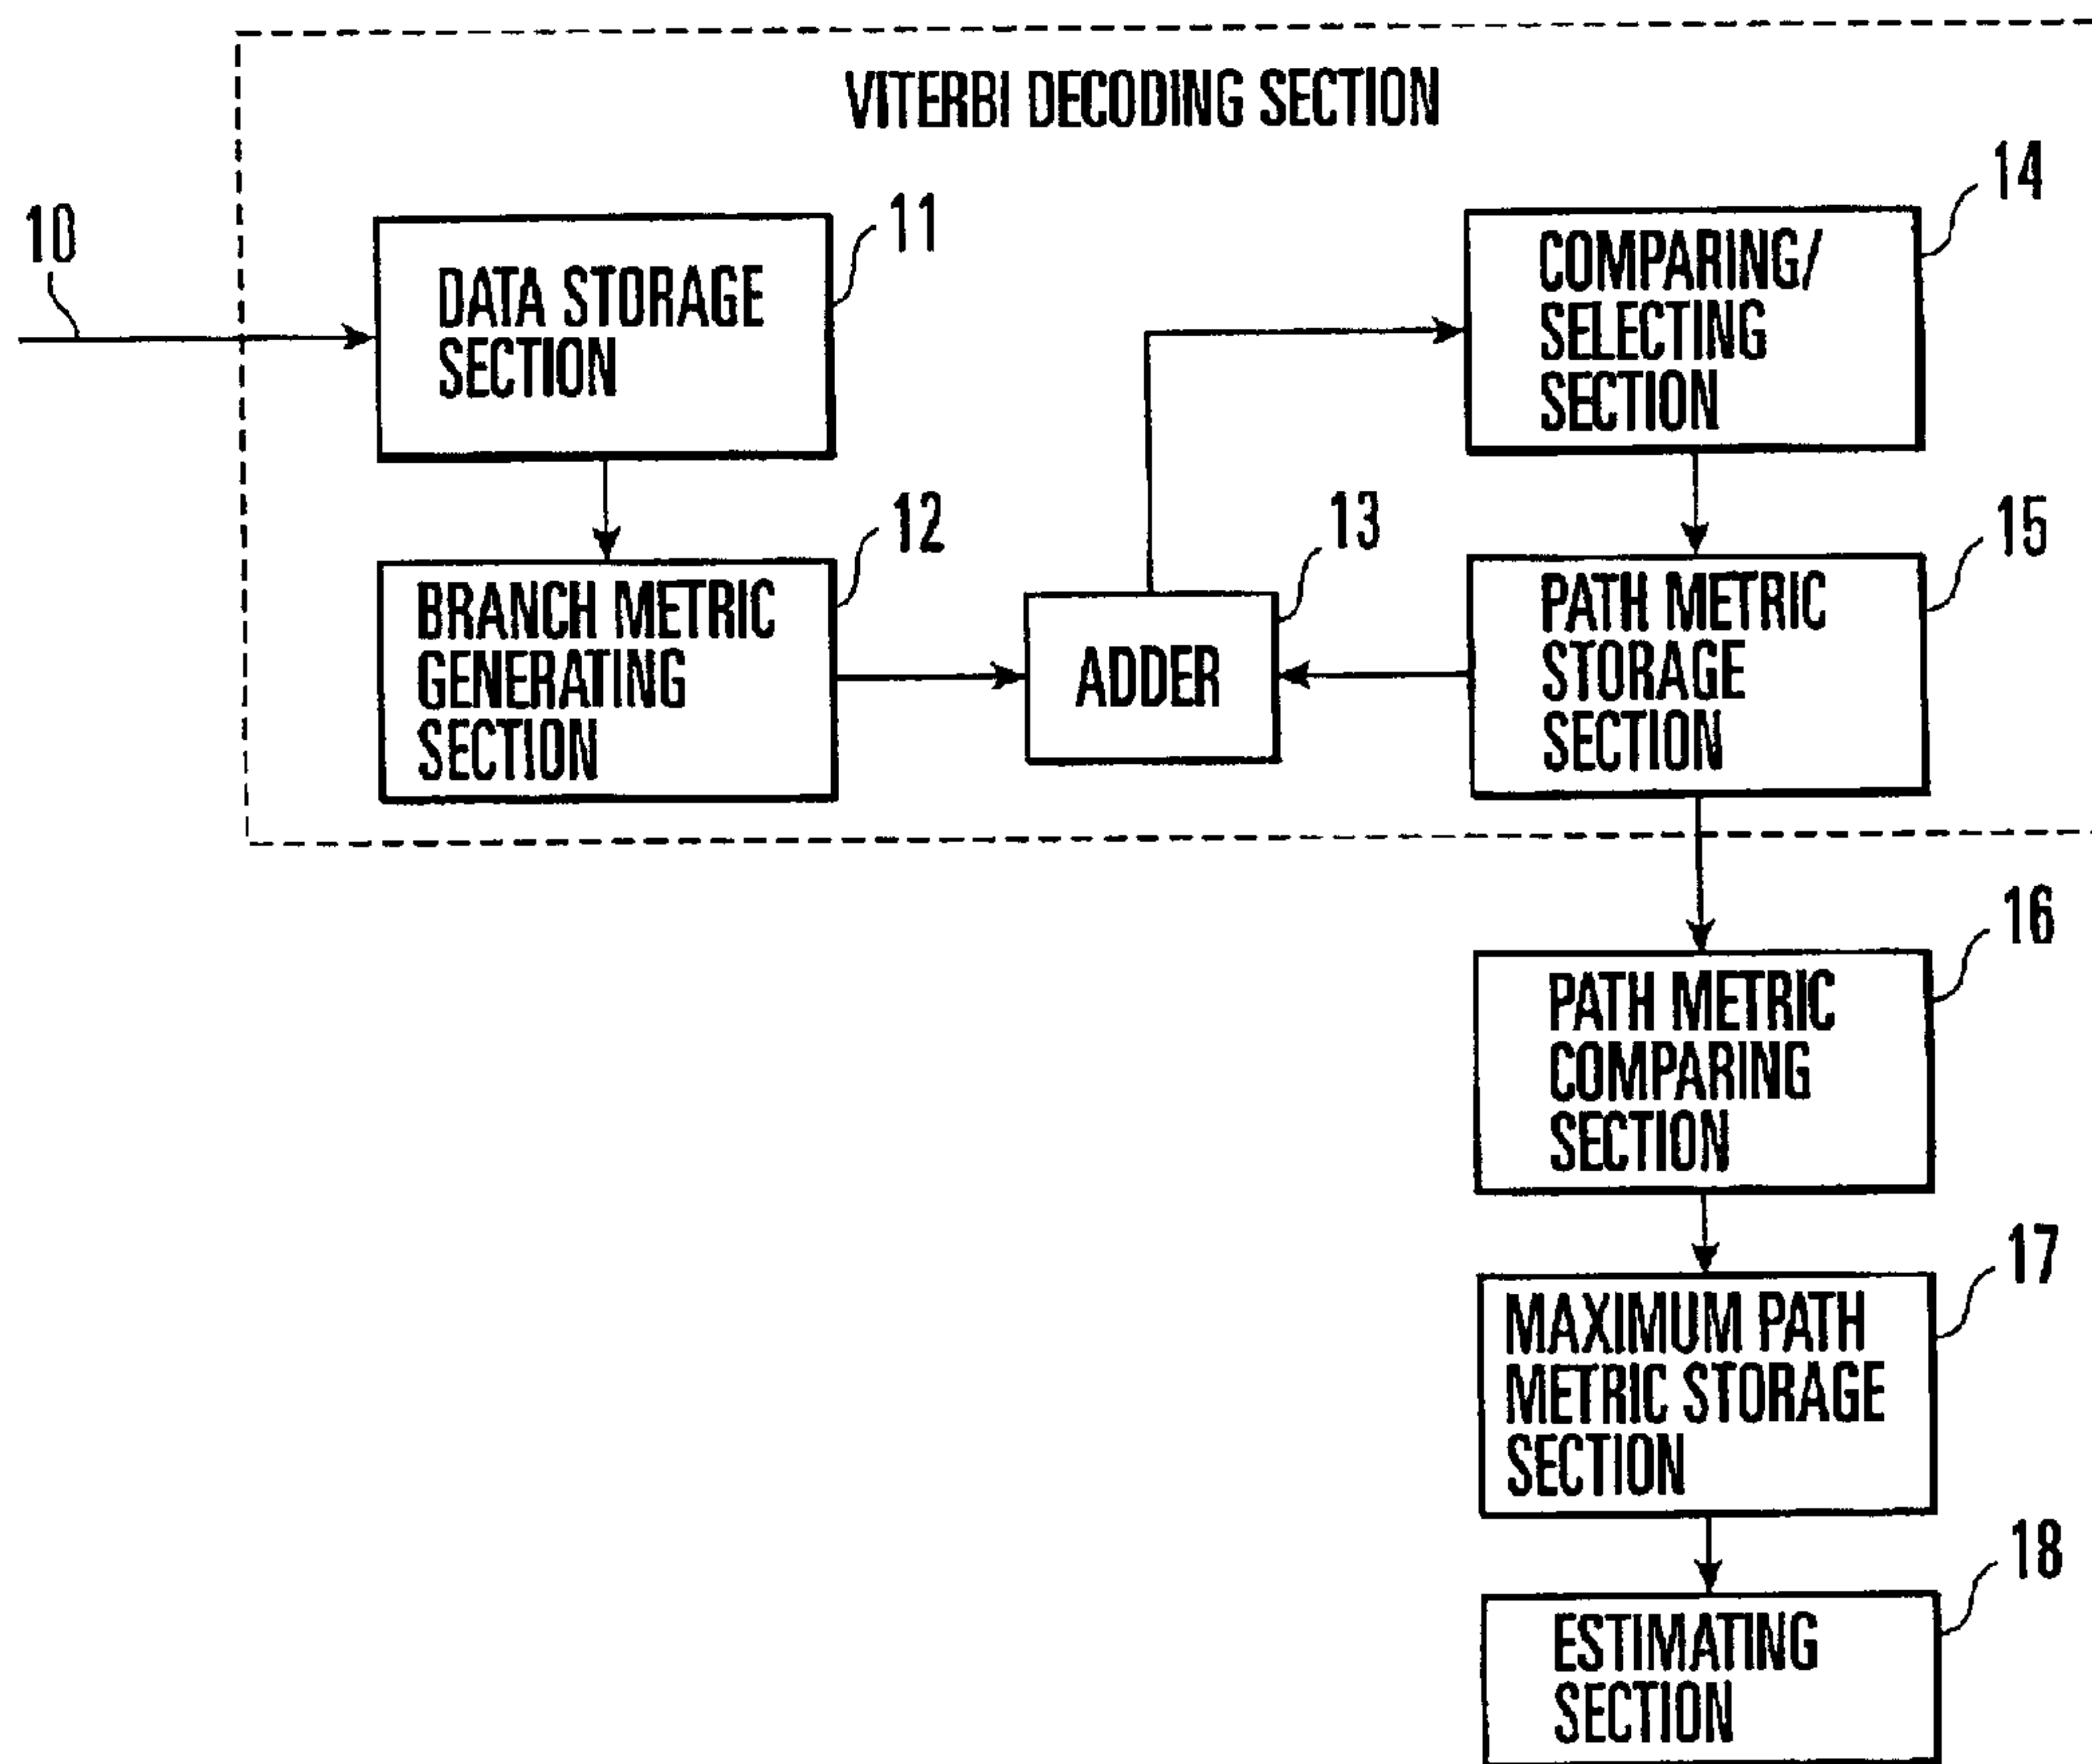 VITERBI DECODING SECTION
10
11
DATA STORAGE
SECTION
14
COMPARING/
SELECTING
SECTION
12
BRANCH METRIC
GENERATING
SECTION
13
ADDER
15
PATH METRIC
STORAGE
SECTION
16
PATH METRIC
COMPARING
SECTION
17
MAXIMUM PATH
METRIC STORAGE
SECTION
18
ESTIMATING
SECTION